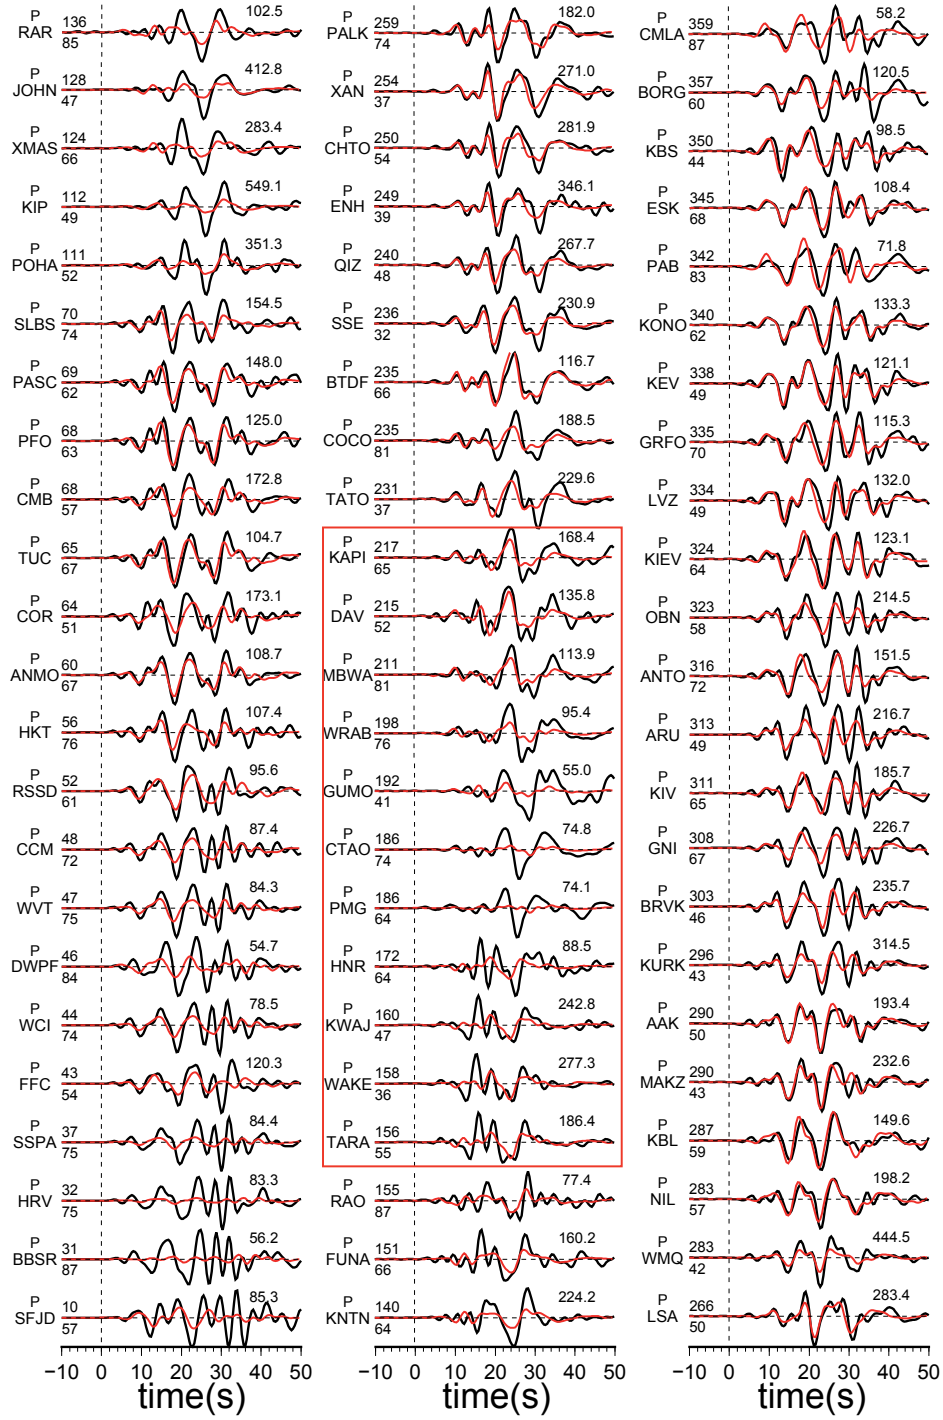 P
RAR 136 102.5
85
P
JOHN 128 412.8
47
P
XMAS 124 283.4
66
P
KIP 112 549.1
49
P
POHA 111 351.3
52
P
SLBS 70 154.5
74
P
PASC 69 148.0
62
P
PFO 68 125.0
63
P
CMB 68 172.8
57
P
TUC 65 104.7
67
P
COR 64 173.1
51
P
ANMO 60 108.7
67
P
HKT 56 107.4
76
P
RSSD 52 95.6
61
P
CCM 48 87.4
72
P
WVT 47 84.3
75
P
DWPF 46 54.7
84
P
WCI 44 78.5
74
P
FFC 43 120.3
54
P
SSPA 37 84.4
75
P
HRV 32 83.3
75
P
BBSR 31 56.2
87
P
SFJD 10 85.3
57
-10 0 10 20 30 40 50
time(s)
P
PALK 259 182.0
74
P
XAN 254 271.0
37
P
CHTO 250 281.9
54
P
ENH 249 346.1
39
P
QIZ 240 267.7
48
P
SSE 236 230.9
32
P
BTDF 235 116.7
66
P
COCO 235 188.5
81
P
TATO 231 229.6
37
P
KAPI 217 168.4
65
P
DAV 215 135.8
52
P
MBWA 211 113.9
81
P
WRAB 198 95.4
76
P
GUMO 192 55.0
41
P
CTAO 186 74.8
74
P
PMG 186 74.1
64
P
HNR 172 88.5
64
P
KWAJ 160 242.8
47
P
WAKE 158 277.3
36
P
TARA 156 186.4
55
P
RAO 155 77.4
87
P
FUNA 151 160.2
66
P
KNTN 140 224.2
64
-10 0 10 20 30 40 50
time(s)
P
CMLA 359 58.2
87
P
BORG 357 120.5
60
P
KBS 350 98.5
44
P
ESK 345 108.4
68
P
PAB 342 71.8
83
P
KONO 340 133.3
62
P
KEV 338 121.1
49
P
GRFO 335 115.3
70
P
LVZ 334 132.0
49
P
KIEV 324 123.1
64
P
OBN 323 214.5
58
P
ANTO 316 151.5
72
P
ARU 313 216.7
49
P
KIV 311 185.7
65
P
GNI 308 226.7
67
P
BRVK 303 235.7
46
P
KURK 296 314.5
43
P
AAK 290 193.4
50
P
MAKZ 290 232.6
43
P
KBL 287 149.6
59
P
NIL 283 198.2
57
P
WMQ 283 444.5
42
P
LSA 266 283.4
50
-10 0 10 20 30 40 50
time(s)